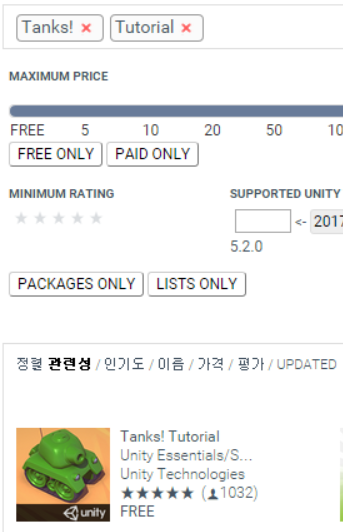 Tanks! × Tutorial ×
MAXIMUM PRICE
FREE 5 10 20 50 10
FREE ONLY PAID ONLY
MINIMUM RATING SUPPORTED UNITY
<- 2017
5.2.0
PACKAGES ONLY LISTS ONLY
정렬 관련성 / 인기도 / 이름 / 가격 / 평가 / UPDATED
Tanks! Tutorial
Unity Essentials/S...
Unity Technologies
★★★★★ (1032)
FREE
unity